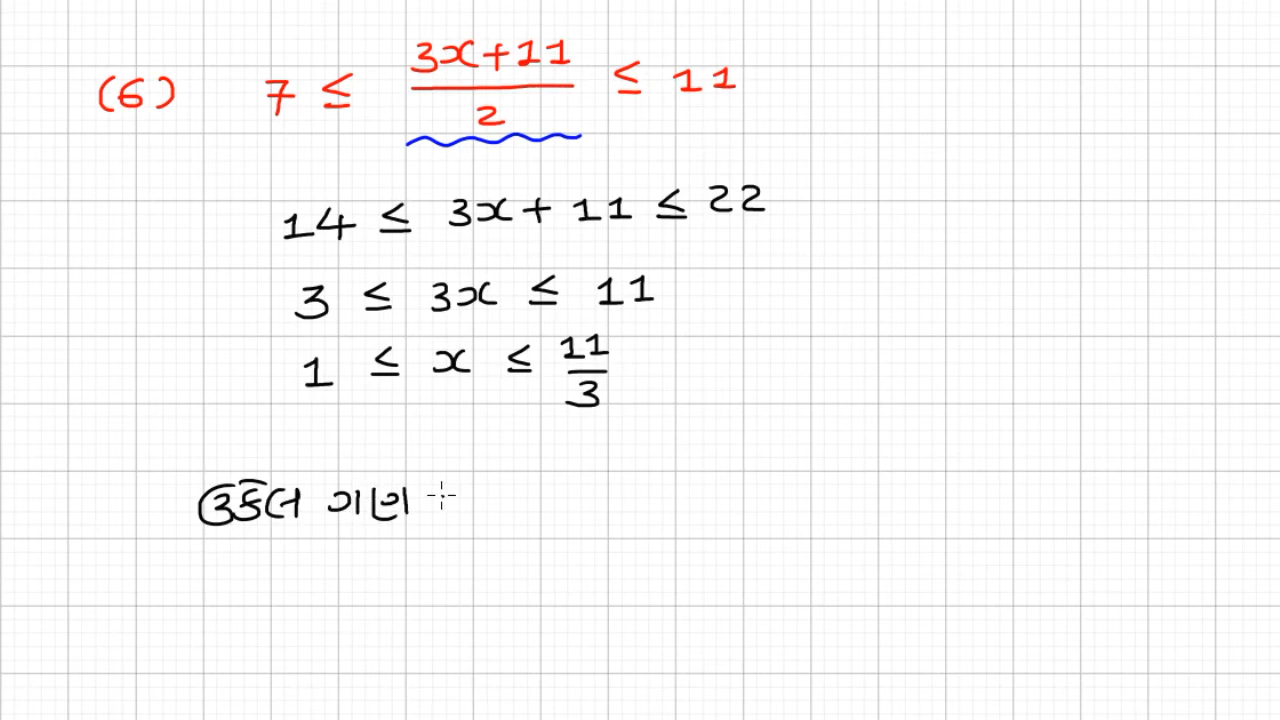 (6) 7 ≤ (3x+11)/2 ≤ 11
14 ≤ 3x + 11 ≤ 22
3 ≤ 3x ≤ 11
1 ≤ x ≤ 11/3
ઉકેલ ગણ